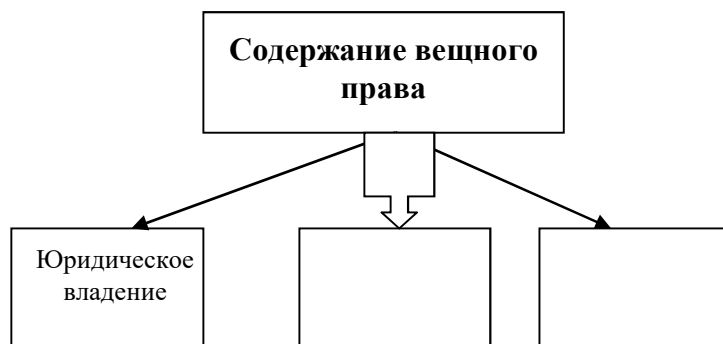 Содержание вещного
права
Юридическое
владение